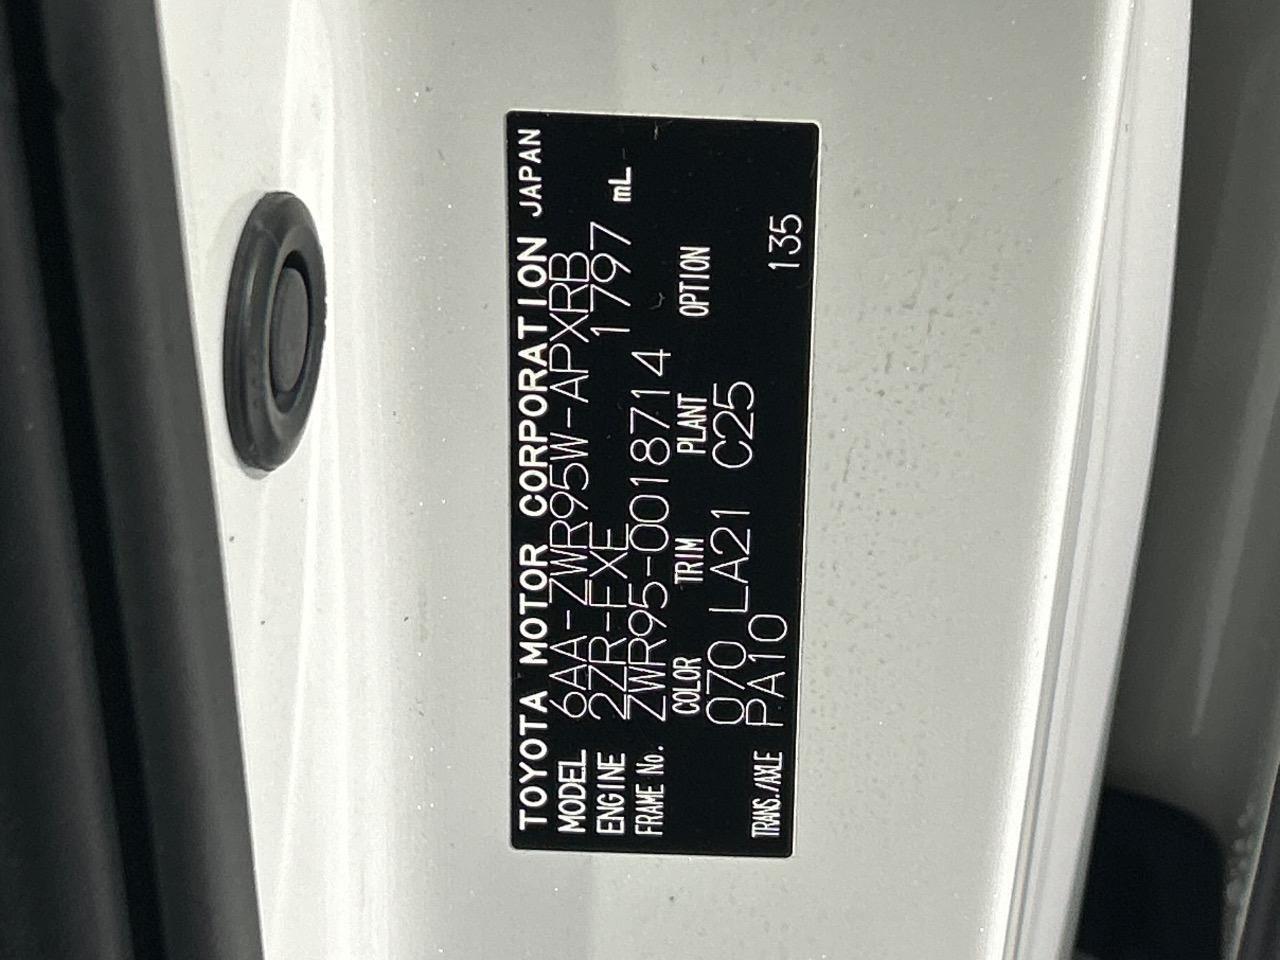 TOYOTA MOTOR CORPORATION JAPAN
MODEL 6AA-ZWR95W-APXRB
ENGINE 2ZR-FXE 1797 mL
FRAME No. ZWR95-0018714
COLOR TRIM PLANT OPTION
070 LA21 C25
TRANS./AXLE PA10 135